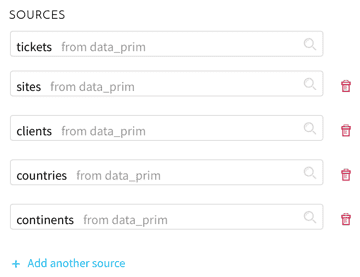 SOURCES
tickets from data_prim
sites from data_prim
clients from data_prim
countries from data_prim
continents from data_prim
+ Add another source